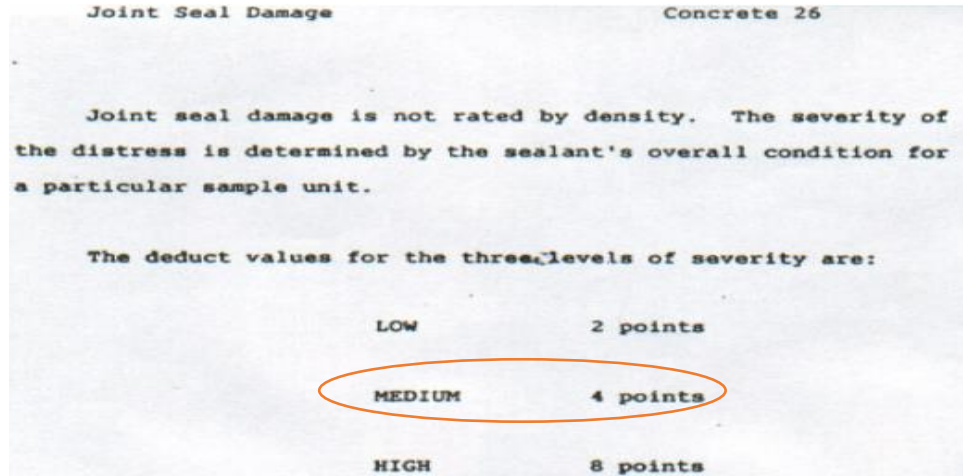 Joint Seal Damage Concrete 26
Joint seal damage is not rated by density. The severity of
the distress is determined by the sealant's overall condition for
a particular sample unit.
The deduct values for the three levels of severity are:
LOW 2 points
MEDIUM 4 points
HIGH 8 points